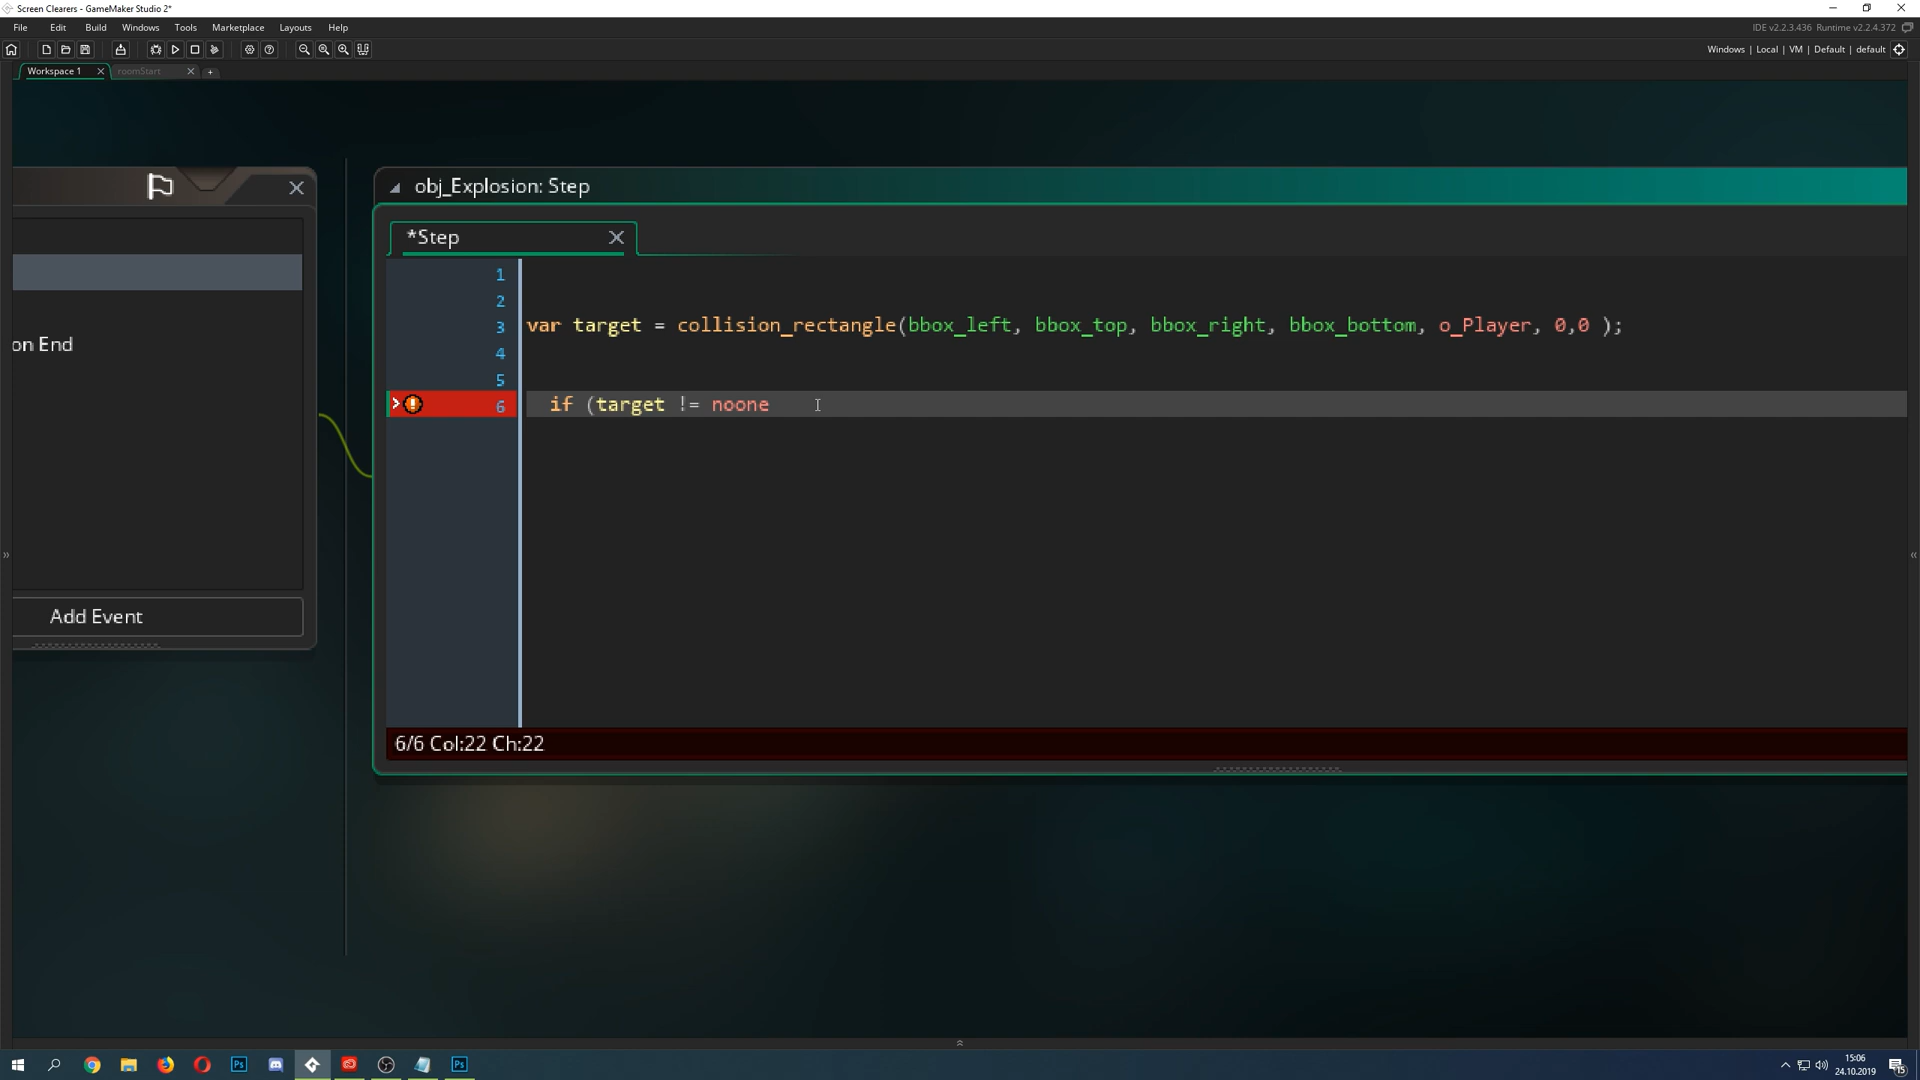 Screen Clearers - GameMaker Studio 2*
File Edit Build Windows Tools Marketplace Layouts Help
IDE v2.2.3.436 Runtime v2.2.4.372
Windows | Local | VM | Default | default
Workspace 1
roomStart
obj_Explosion: Step
*Step
1
2
3 var target = collision_rectangle(bbox_left, bbox_top, bbox_right, bbox_bottom, o_Player, 0,0 );
4
5
6 if (target != noone
on End
Add Event
6/6 Col:22 Ch:22
15:06
24.10.2019
15